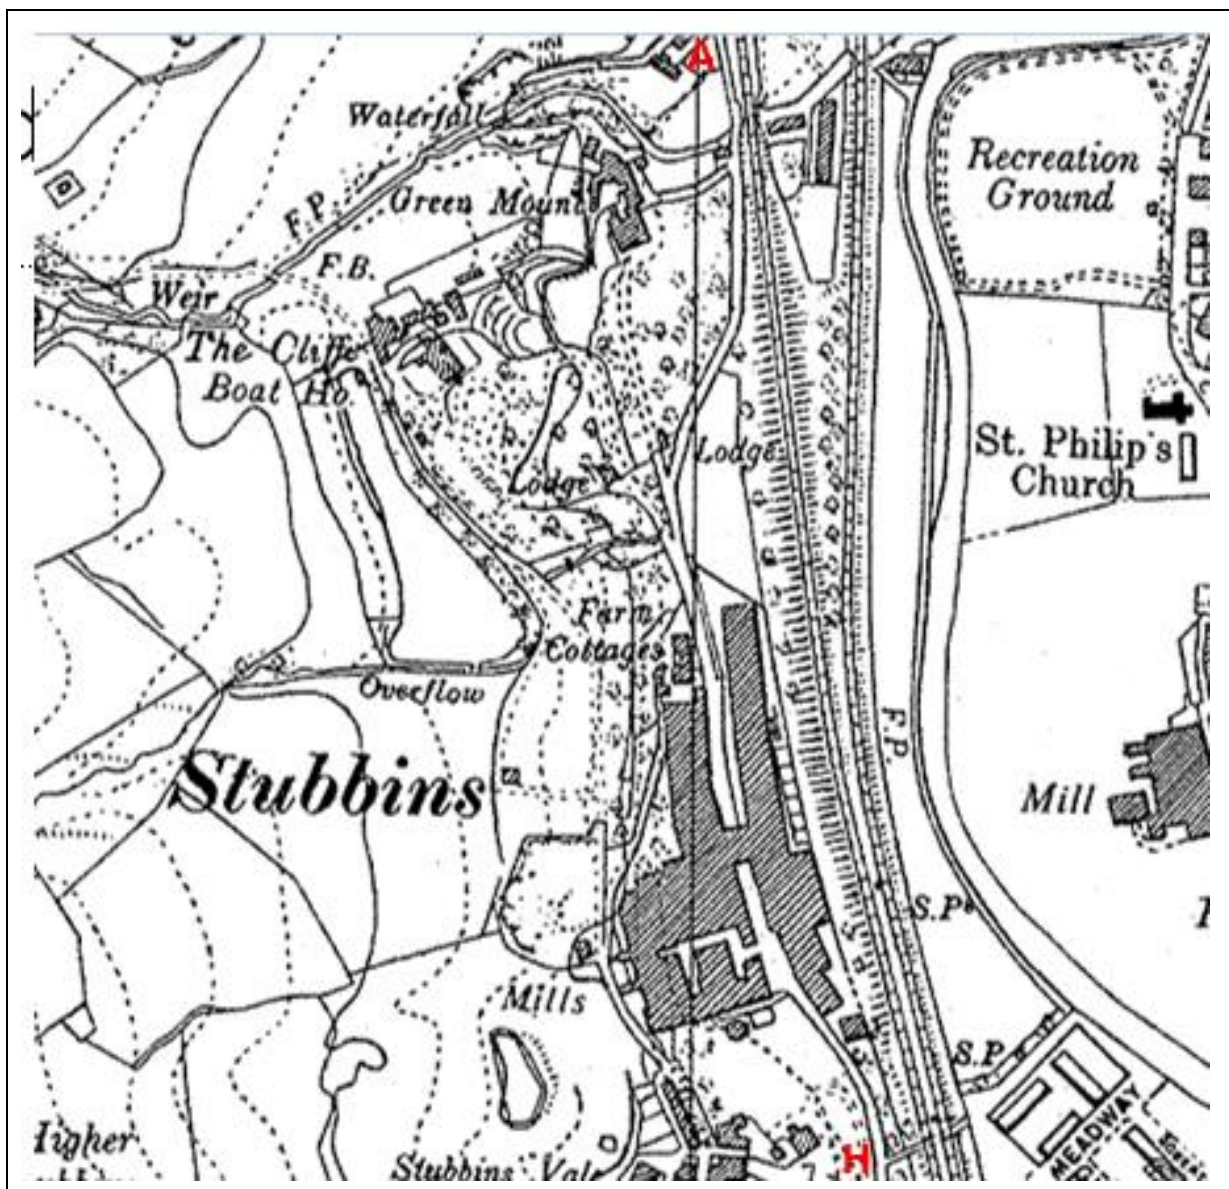 A
Waterfall
Recreation
Ground
F.P.
Green Mount
F.B.
Weir
The Cliffe
Boat Ho.
Lodge
St. Philip's
Church
Lodge
Farm
Cottages
Overflow
F.P.
Stubbins
Mill
S.Pt
Mills
S.P
MEADWAY
Stubbins Vale
H